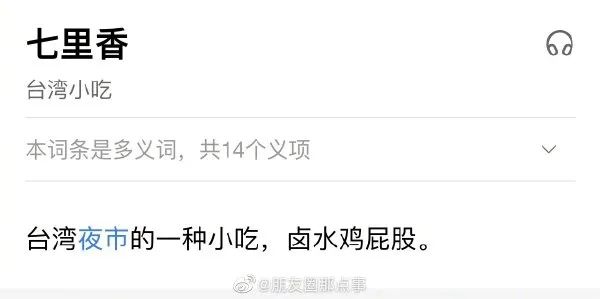 七里香
台湾小吃
本词条是多义词，共14个义项
台湾夜市的一种小吃，卤水鸡屁股。
@朋友圈那点事